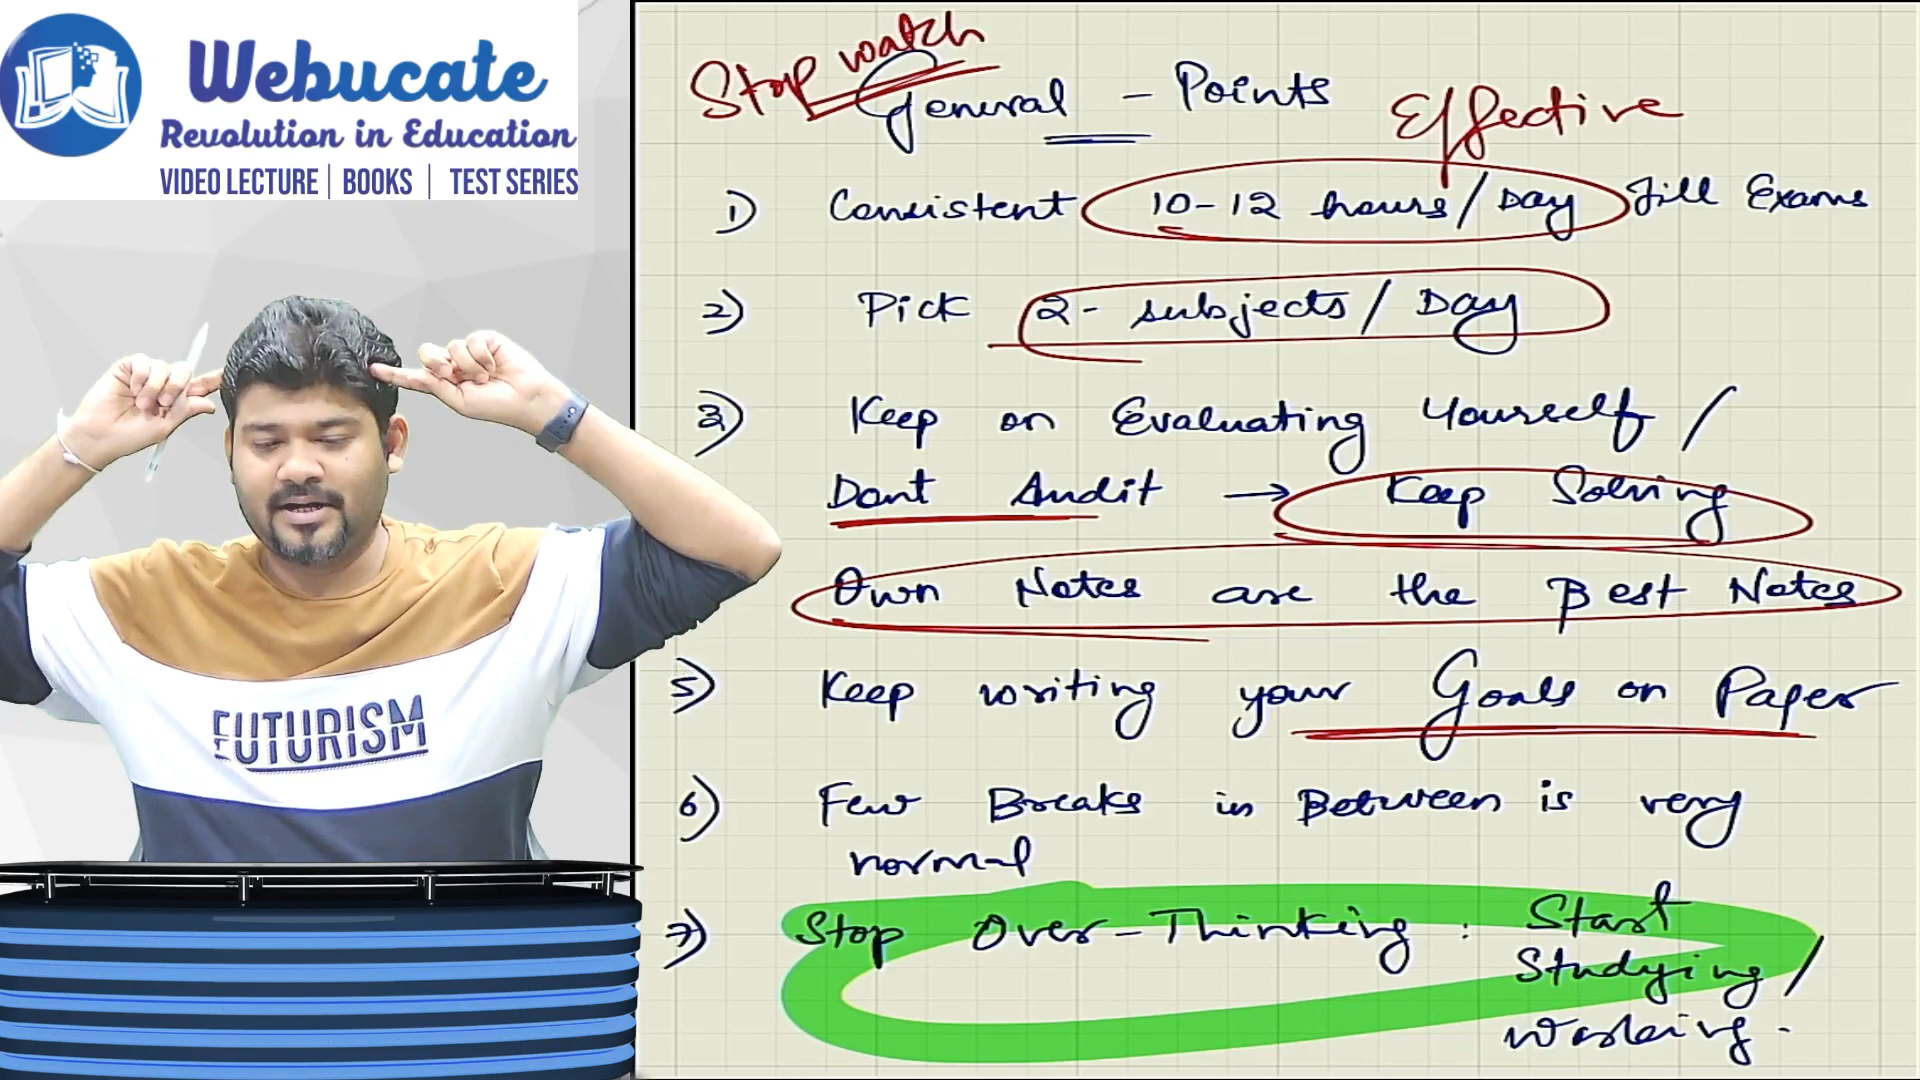 Webucate
Revolution in Education
VIDEO LECTURE | BOOKS | TEST SERIES
Stop watch
General - Points Effective
1) Consistent 10-12 hours/Day Till Exams
2) Pick 2- subjects/Day
3) Keep on Evaluating Yourself/
Dont Audit → Keep Solving
Own Notes are the Best Notes
5) Keep writing your Goals on Paper
6) Few Breaks in Between is very
normal
7) Stop Over-Thinking : Start
Studying/
working.
FUTURISM